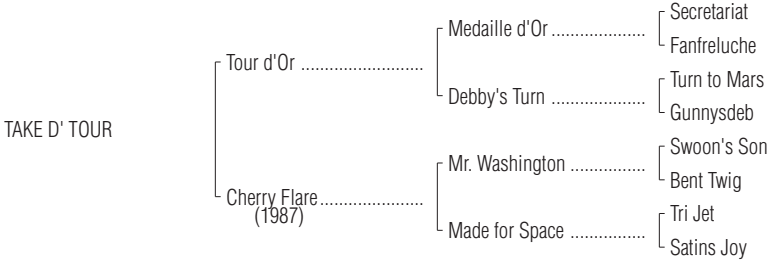 Secretariat
Medaille d'Or ....................
Fanfreluche
Tour d'Or ..........................
Turn to Mars
Debby's Turn ....................
Gunnysdeb
TAKE D' TOUR
Swoon's Son
Mr. Washington ................
Bent Twig
Cherry Flare......................
(1987)
Tri Jet
Made for Space ................
Satins Joy